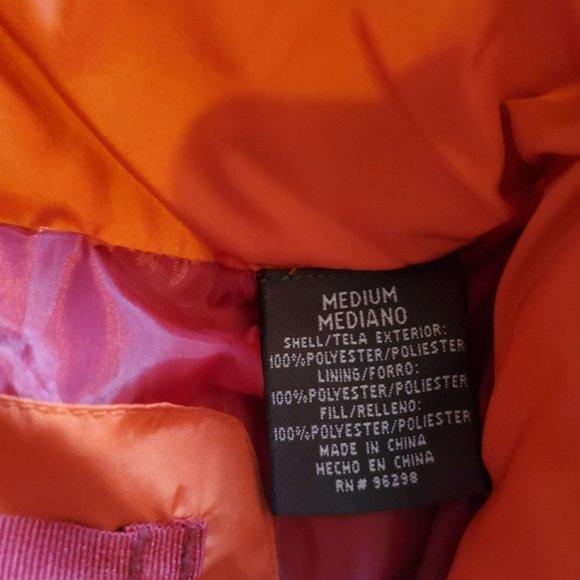 MEDIUM
MEDIANO
SHELL/TELA EXTERIOR:
100%POLYESTER/POLIESTER
LINING/FORRO:
100%POLYESTER/POLIESTER
FILL/RELLENO:
100%POLYESTER/POLIESTER
MADE IN CHINA
HECHO EN CHINA
RN# 96298